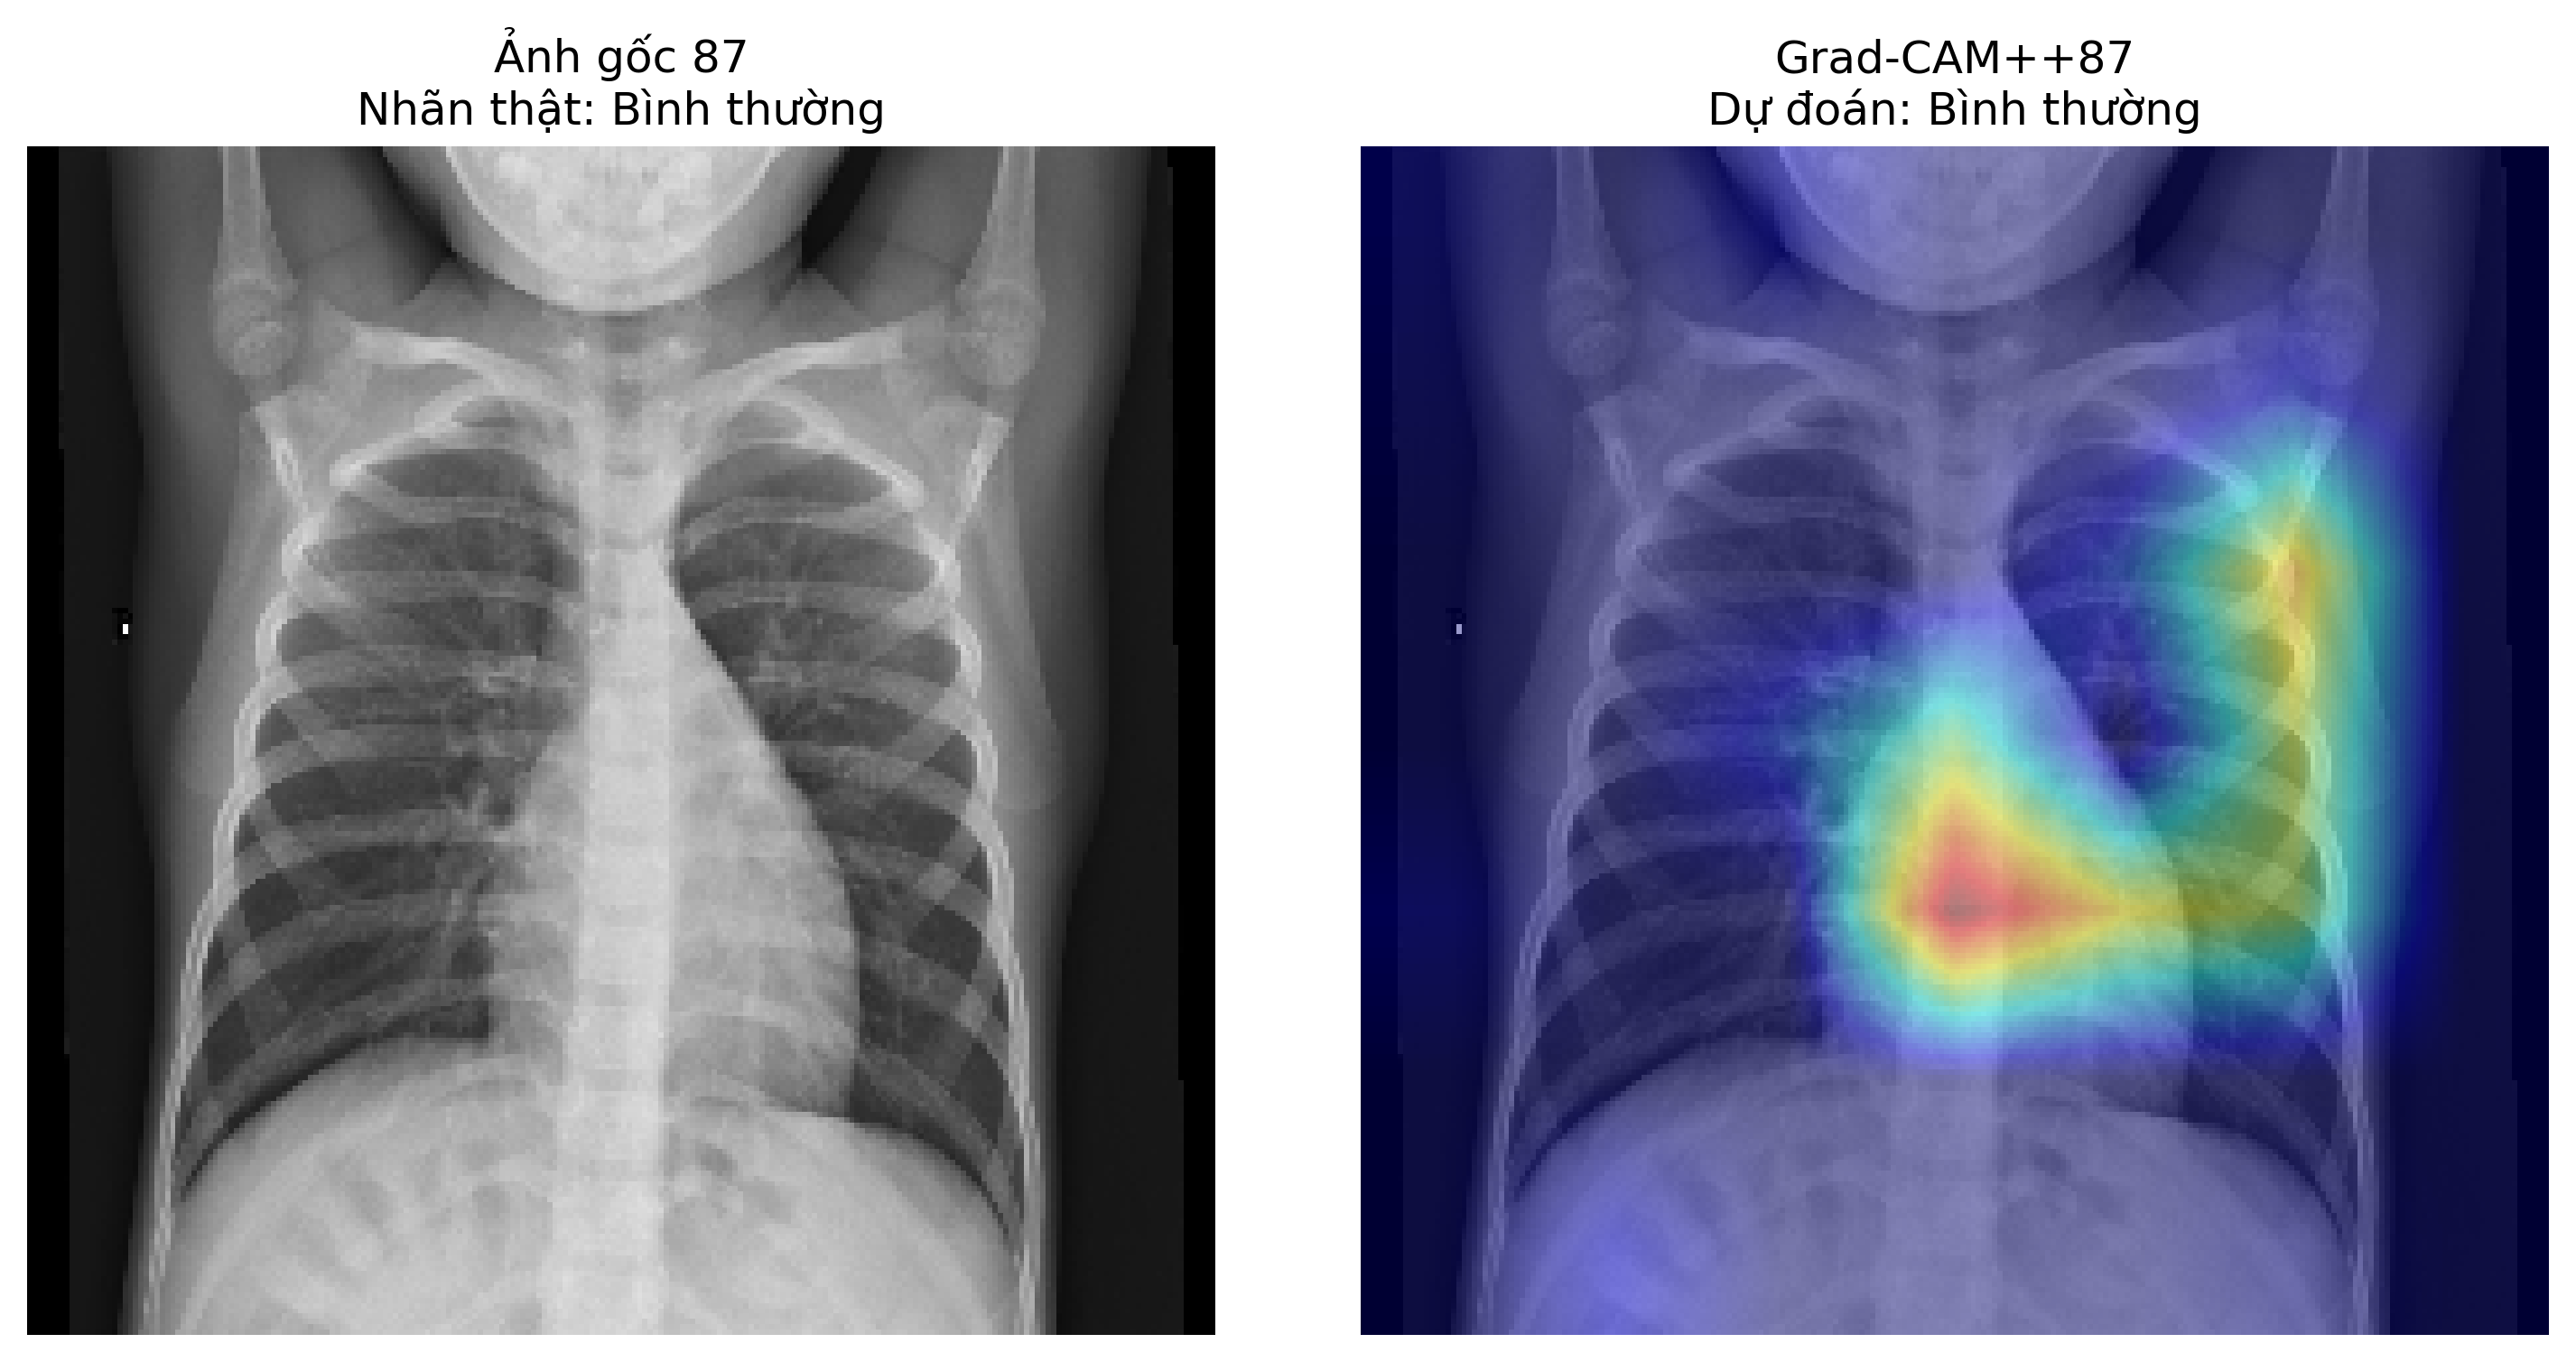 Ảnh gốc 87
Nhãn thật: Bình thường
Grad-CAM++87
Dự đoán: Bình thường